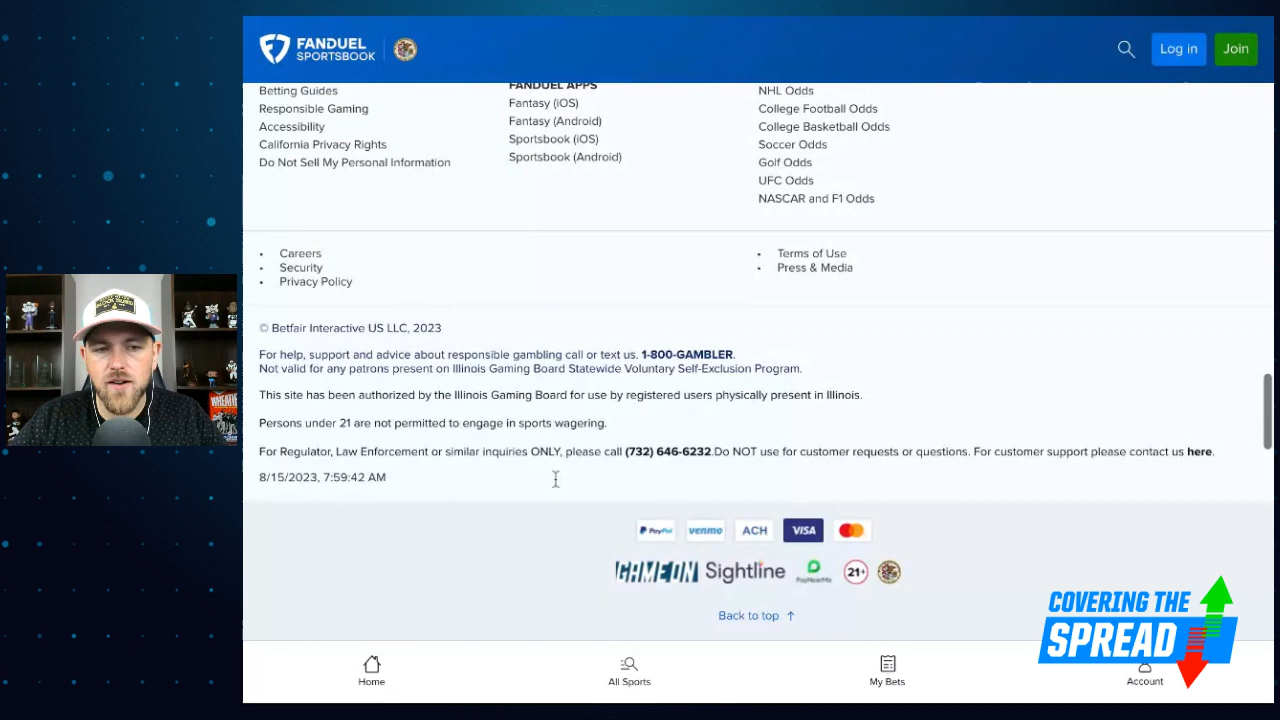 FANDUEL
SPORTSBOOK
Log in
Join
Betting Guides
Responsible Gaming
Accessibility
California Privacy Rights
Do Not Sell My Personal Information
FANDUEL APPS
Fantasy (iOS)
Fantasy (Android)
Sportsbook (iOS)
Sportsbook (Android)
NHL Odds
College Football Odds
College Basketball Odds
Soccer Odds
Golf Odds
UFC Odds
NASCAR and F1 Odds
• Careers
• Security
• Privacy Policy
• Terms of Use
• Press & Media
© Betfair Interactive US LLC, 2023
For help, support and advice about responsible gambling call or text us. 1-800-GAMBLER.
Not valid for any patrons present on Illinois Gaming Board Statewide Voluntary Self-Exclusion Program.
This site has been authorized by the Illinois Gaming Board for use by registered users physically present in Illinois.
Persons under 21 are not permitted to engage in sports wagering.
For Regulator, Law Enforcement or similar inquiries ONLY, please call (732) 646-6232.Do NOT use for customer requests or questions. For customer support please contact us here.
8/15/2023, 7:59:42 AM
PayPal
venmo
ACH
VISA
GAMEON
Sightline
PayNearMe
21+
Back to top ↑
COVERING THE
SPREAD
Home
All Sports
My Bets
Account